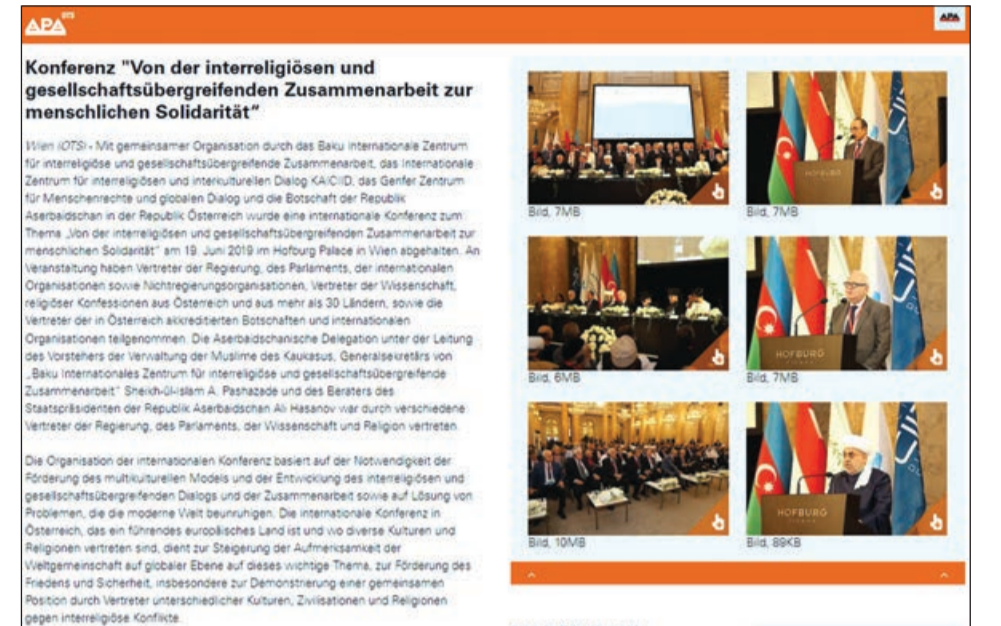 APA OTS
APA
Konferenz "Von der interreligiösen und
gesellschaftsübergreifenden Zusammenarbeit zur
menschlichen Solidarität“
Wien (OTS) - Mit gemeinsamer Organisation durch das Baku Internationale Zentrum
für interreligiöse und gesellschaftsübergreifende Zusammenarbeit, das Internationale
Zentrum für interreligiösen und interkulturellen Dialog KAICIID, das Genfer Zentrum
für Menschenrechte und globalen Dialog und die Botschaft der Republik
Aserbaidschan in der Republik Österreich wurde eine internationale Konferenz zum
Thema „Von der interreligiösen und gesellschaftsübergreifenden Zusammenarbeit zur
menschlichen Solidarität“ am 19. Juni 2019 im Hofburg Palace in Wien abgehalten. An
Veranstaltung haben Vertreter der Regierung, des Parlaments, der internationalen
Organisationen sowie Nichtregierungsorganisationen, Vertreter der Wissenschaft,
religiöser Konfessionen aus Österreich und aus mehr als 30 Ländern, sowie die
Vertreter der in Österreich akkreditierten Botschaften und internationalen
Organisationen teilgenommen. Die Aserbaidschanische Delegation unter der Leitung
des Vorstehers der Verwaltung der Muslime des Kaukasus, Generalsekretärs von
„Baku Internationales Zentrum für interreligiöse und gesellschaftsübergreifende
Zusammenarbeit“ Sheikh-ül-islam A. Pashazade und des Beraters des
Staatspräsidenten der Republik Aserbaidschan Ali Hasanov war durch verschiedene
Vertreter der Regierung, des Parlaments, der Wissenschaft und Religion vertreten.
Die Organisation der internationalen Konferenz basiert auf der Notwendigkeit der
Förderung des multikulturellen Models und der Entwicklung des interreligiösen und
gesellschaftsübergreifenden Dialogs und der Zusammenarbeit sowie auf Lösung von
Problemen, die die moderne Welt beunruhigen. Die internationale Konferenz in
Österreich, das ein führendes europäisches Land ist und wo diverse Kulturen und
Religionen vertreten sind, dient zur Steigerung der Aufmerksamkeit der
Weltgemeinschaft auf globaler Ebene auf dieses wichtige Thema, zur Förderung des
Friedens und Sicherheit, insbesondere zur Demonstrierung einer gemeinsamen
Position durch Vertreter unterschiedlicher Kulturen, Zivilisationen und Religionen
gegen interreligiöse Konflikte.
HOFBURG
Bild, 7MB
Bild, 7MB
HOFBURG
Bild, 6MB
Bild, 7MB
HOFBURG
Bild, 10MB
Bild, 89KB